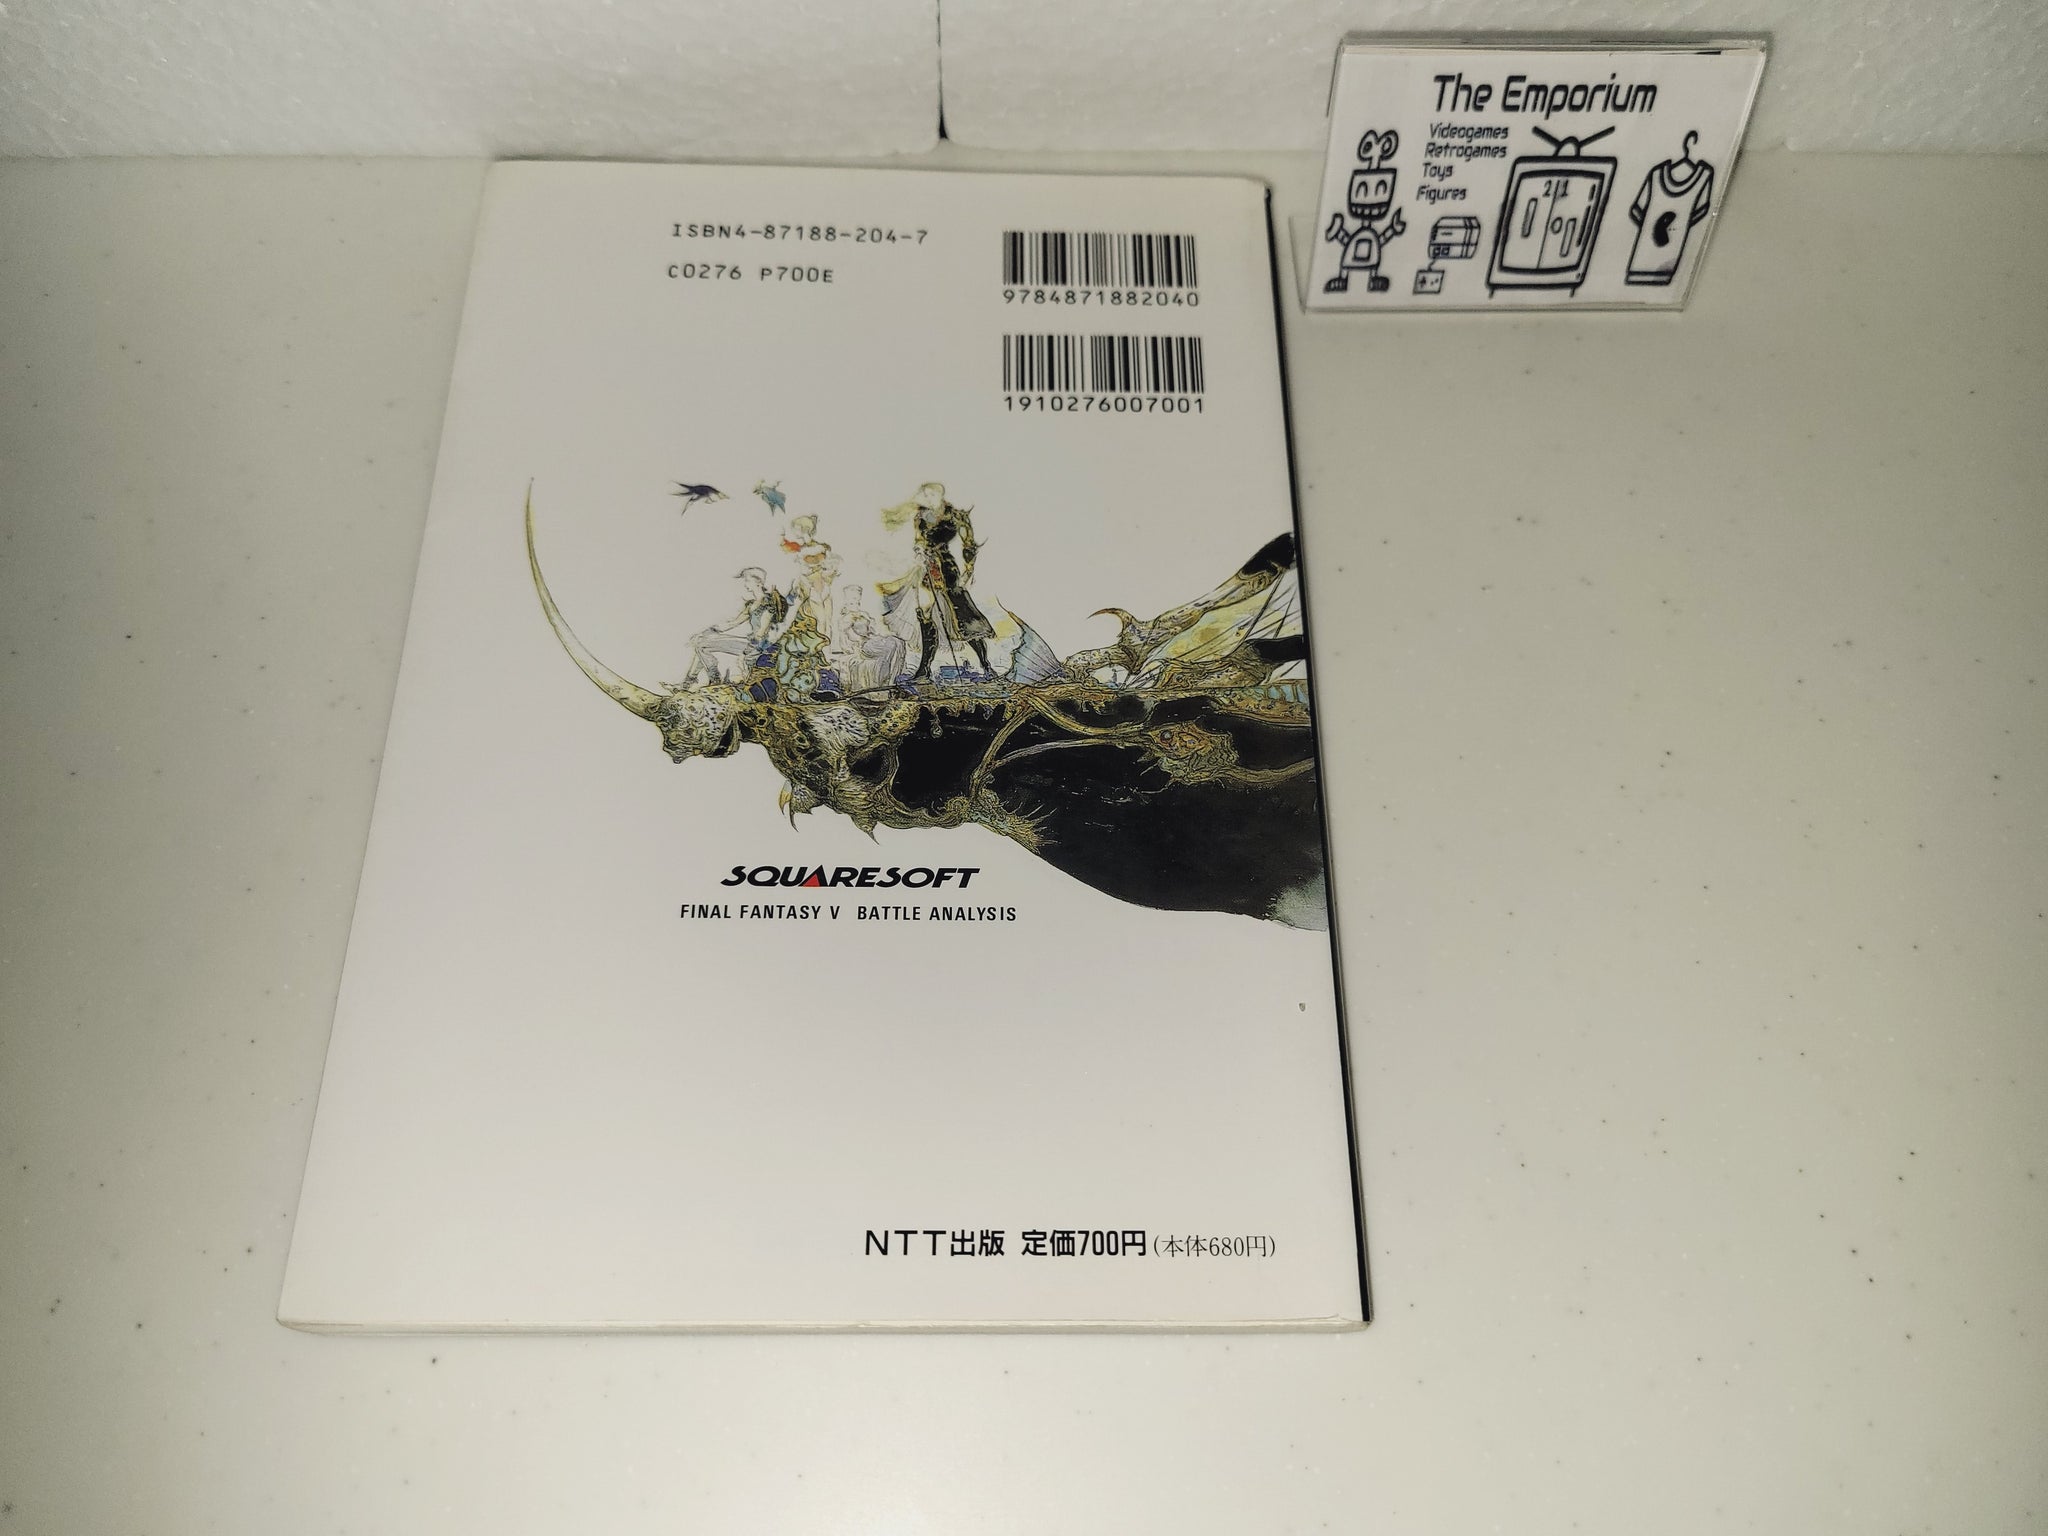 The Emporium
Videogames
Retrogames
Toys
Figures
21
ISBN4-87188-204-7
C0276 P700E
9784871882040
1910276007001
SQUARESOFT
FINAL FANTASY V BATTLE ANALYSIS
NTT出版 定価700円(本体680円)